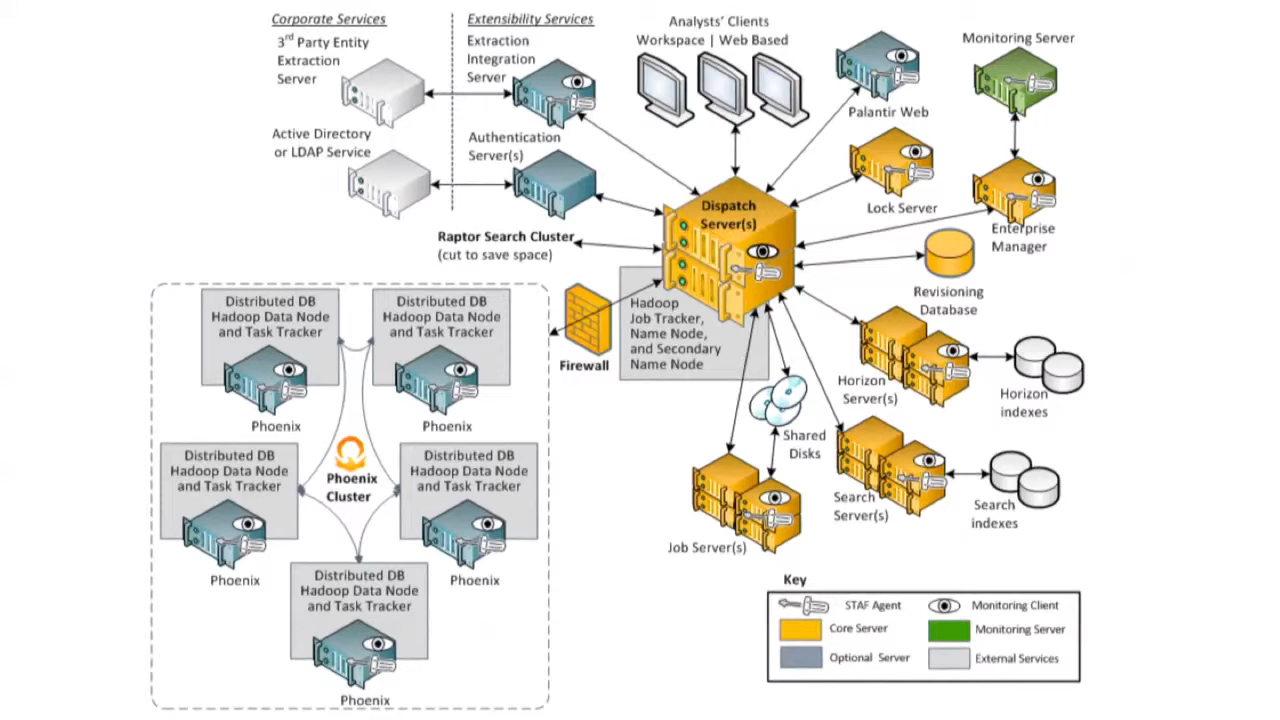 Corporate Services
3rd Party Entity
Extraction
Server
Active Directory
or LDAP Service
Extensibility Services
Extraction
Integration
Server
Authentication
Server(s)
Raptor Search Cluster
(cut to save space)
Analysts' Clients
Workspace | Web Based
Palantir Web
Monitoring Server
Lock Server
Enterprise
Manager
Dispatch
Server(s)
Revisioning
Database
Hadoop
Job Tracker,
Name Node,
and Secondary
Name Node
Firewall
Horizon
Server(s)
Horizon
indexes
Shared
Disks
Search
Server(s)
Search
indexes
Job Server(s)
Distributed DB
Hadoop Data Node
and Task Tracker
Phoenix
Distributed DB
Hadoop Data Node
and Task Tracker
Phoenix
Phoenix
Cluster
Distributed DB
Hadoop Data Node
and Task Tracker
Phoenix
Distributed DB
Hadoop Data Node
and Task Tracker
Phoenix
Distributed DB
Hadoop Data Node
and Task Tracker
Phoenix
Key
STAF Agent
Monitoring Client
Core Server
Monitoring Server
Optional Server
External Services